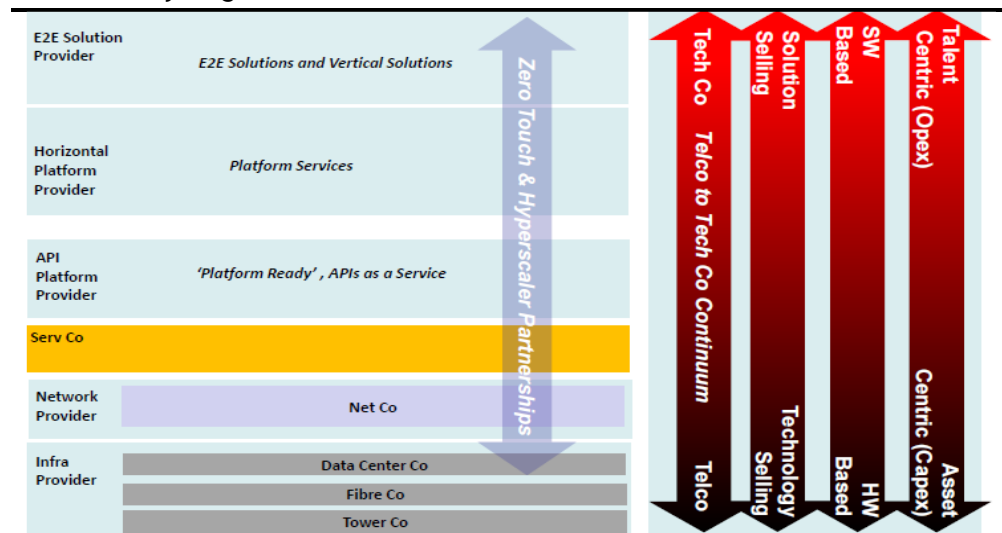 E2E Solution
Provider
E2E Solutions and Vertical Solutions
Horizontal
Platform
Provider
Platform Services
API
Platform
Provider
‘Platform Ready’ , APIs as a Service
Serv Co
Network
Provider
Net Co
Infra
Provider
Data Center Co
Fibre Co
Tower Co
Zero Touch & Hyperscaler Partnerships
Tech Co
Telco to Tech Co Continuum
Telco
Solution
Selling
Technology
Selling
SW
Based
HW
Based
Talent
Centric (Opex)
Asset
Centric (Capex)